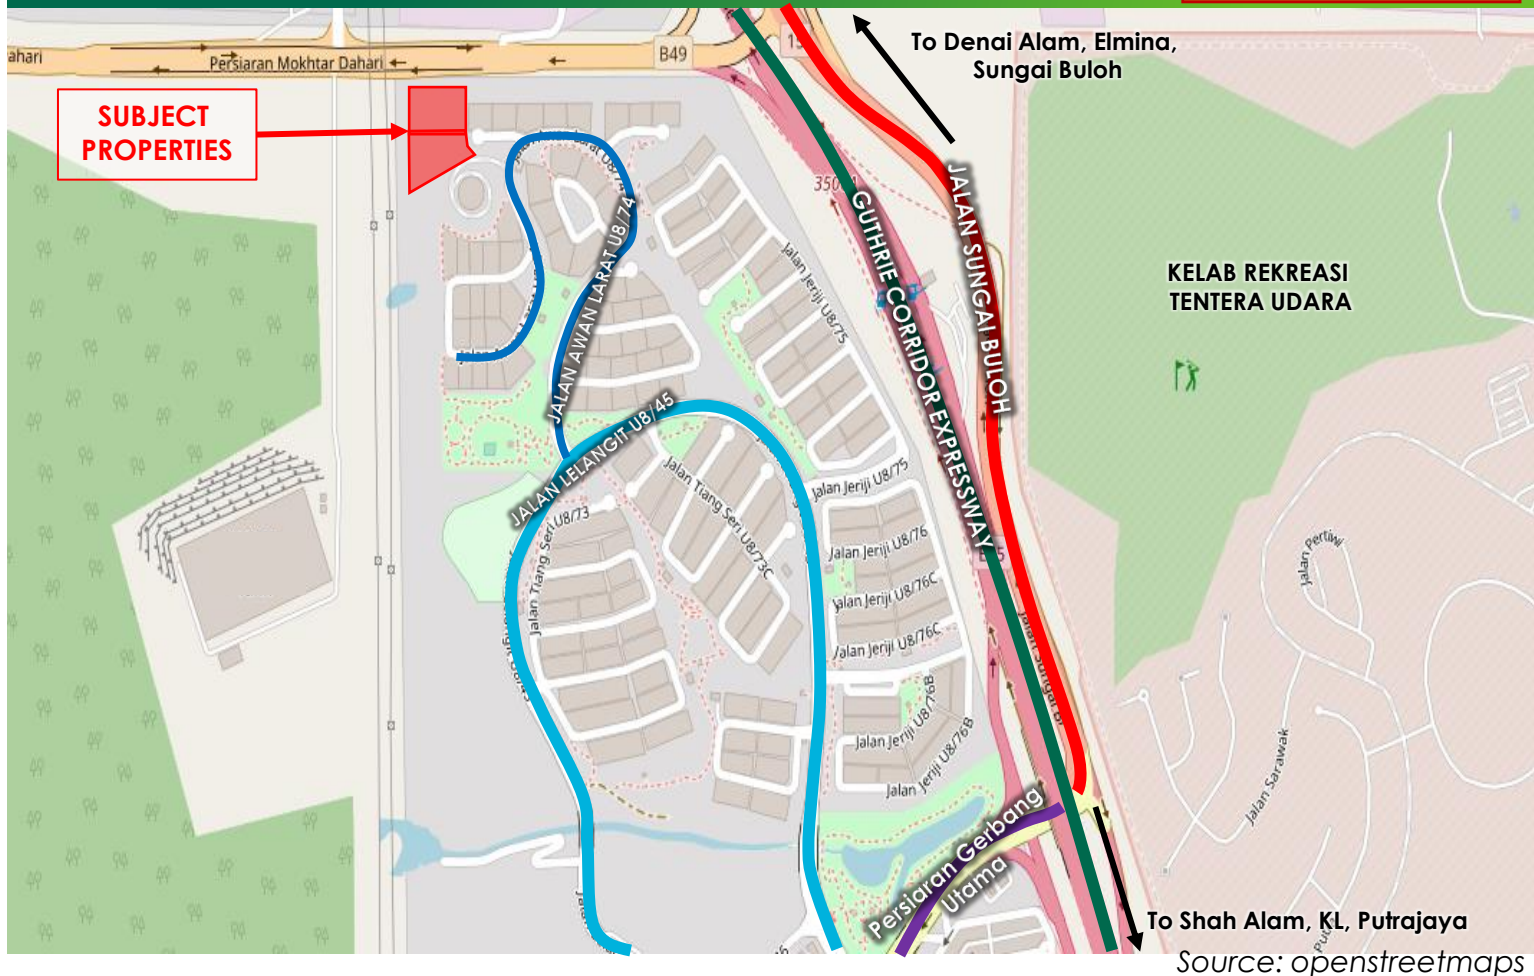 To Denai Alam, Elmina,
Sungai Buloh
B49
Persiaran Mokhtar Dahari
ahari
SUBJECT
PROPERTIES
JALAN SUNGAI BULOH
GUTHRIE CORRIDOR EXPRESSWAY
JALAN AWAN LARAT U8/74
Jalan Jeriji U8/75
KELAB REKREASI
TENTERA UDARA
JALAN LELANGIT U8/45
Jalan Tiang Seri U8/73C
Jalan Jeriji U8/75
Jalan Tiang Seri U8/73
Jalan Jeriji U8/76
Jalan Jeriji U8/76C
Jalan Jeriji U8/76C
Jalan Pertiwi
Jalan Jeriji U8/76B
Jalan Jeriji U8/76B
Jalan Sarawak
Persiaran Gerbang
Utama
To Shah Alam, KL, Putrajaya
Source: openstreetmaps